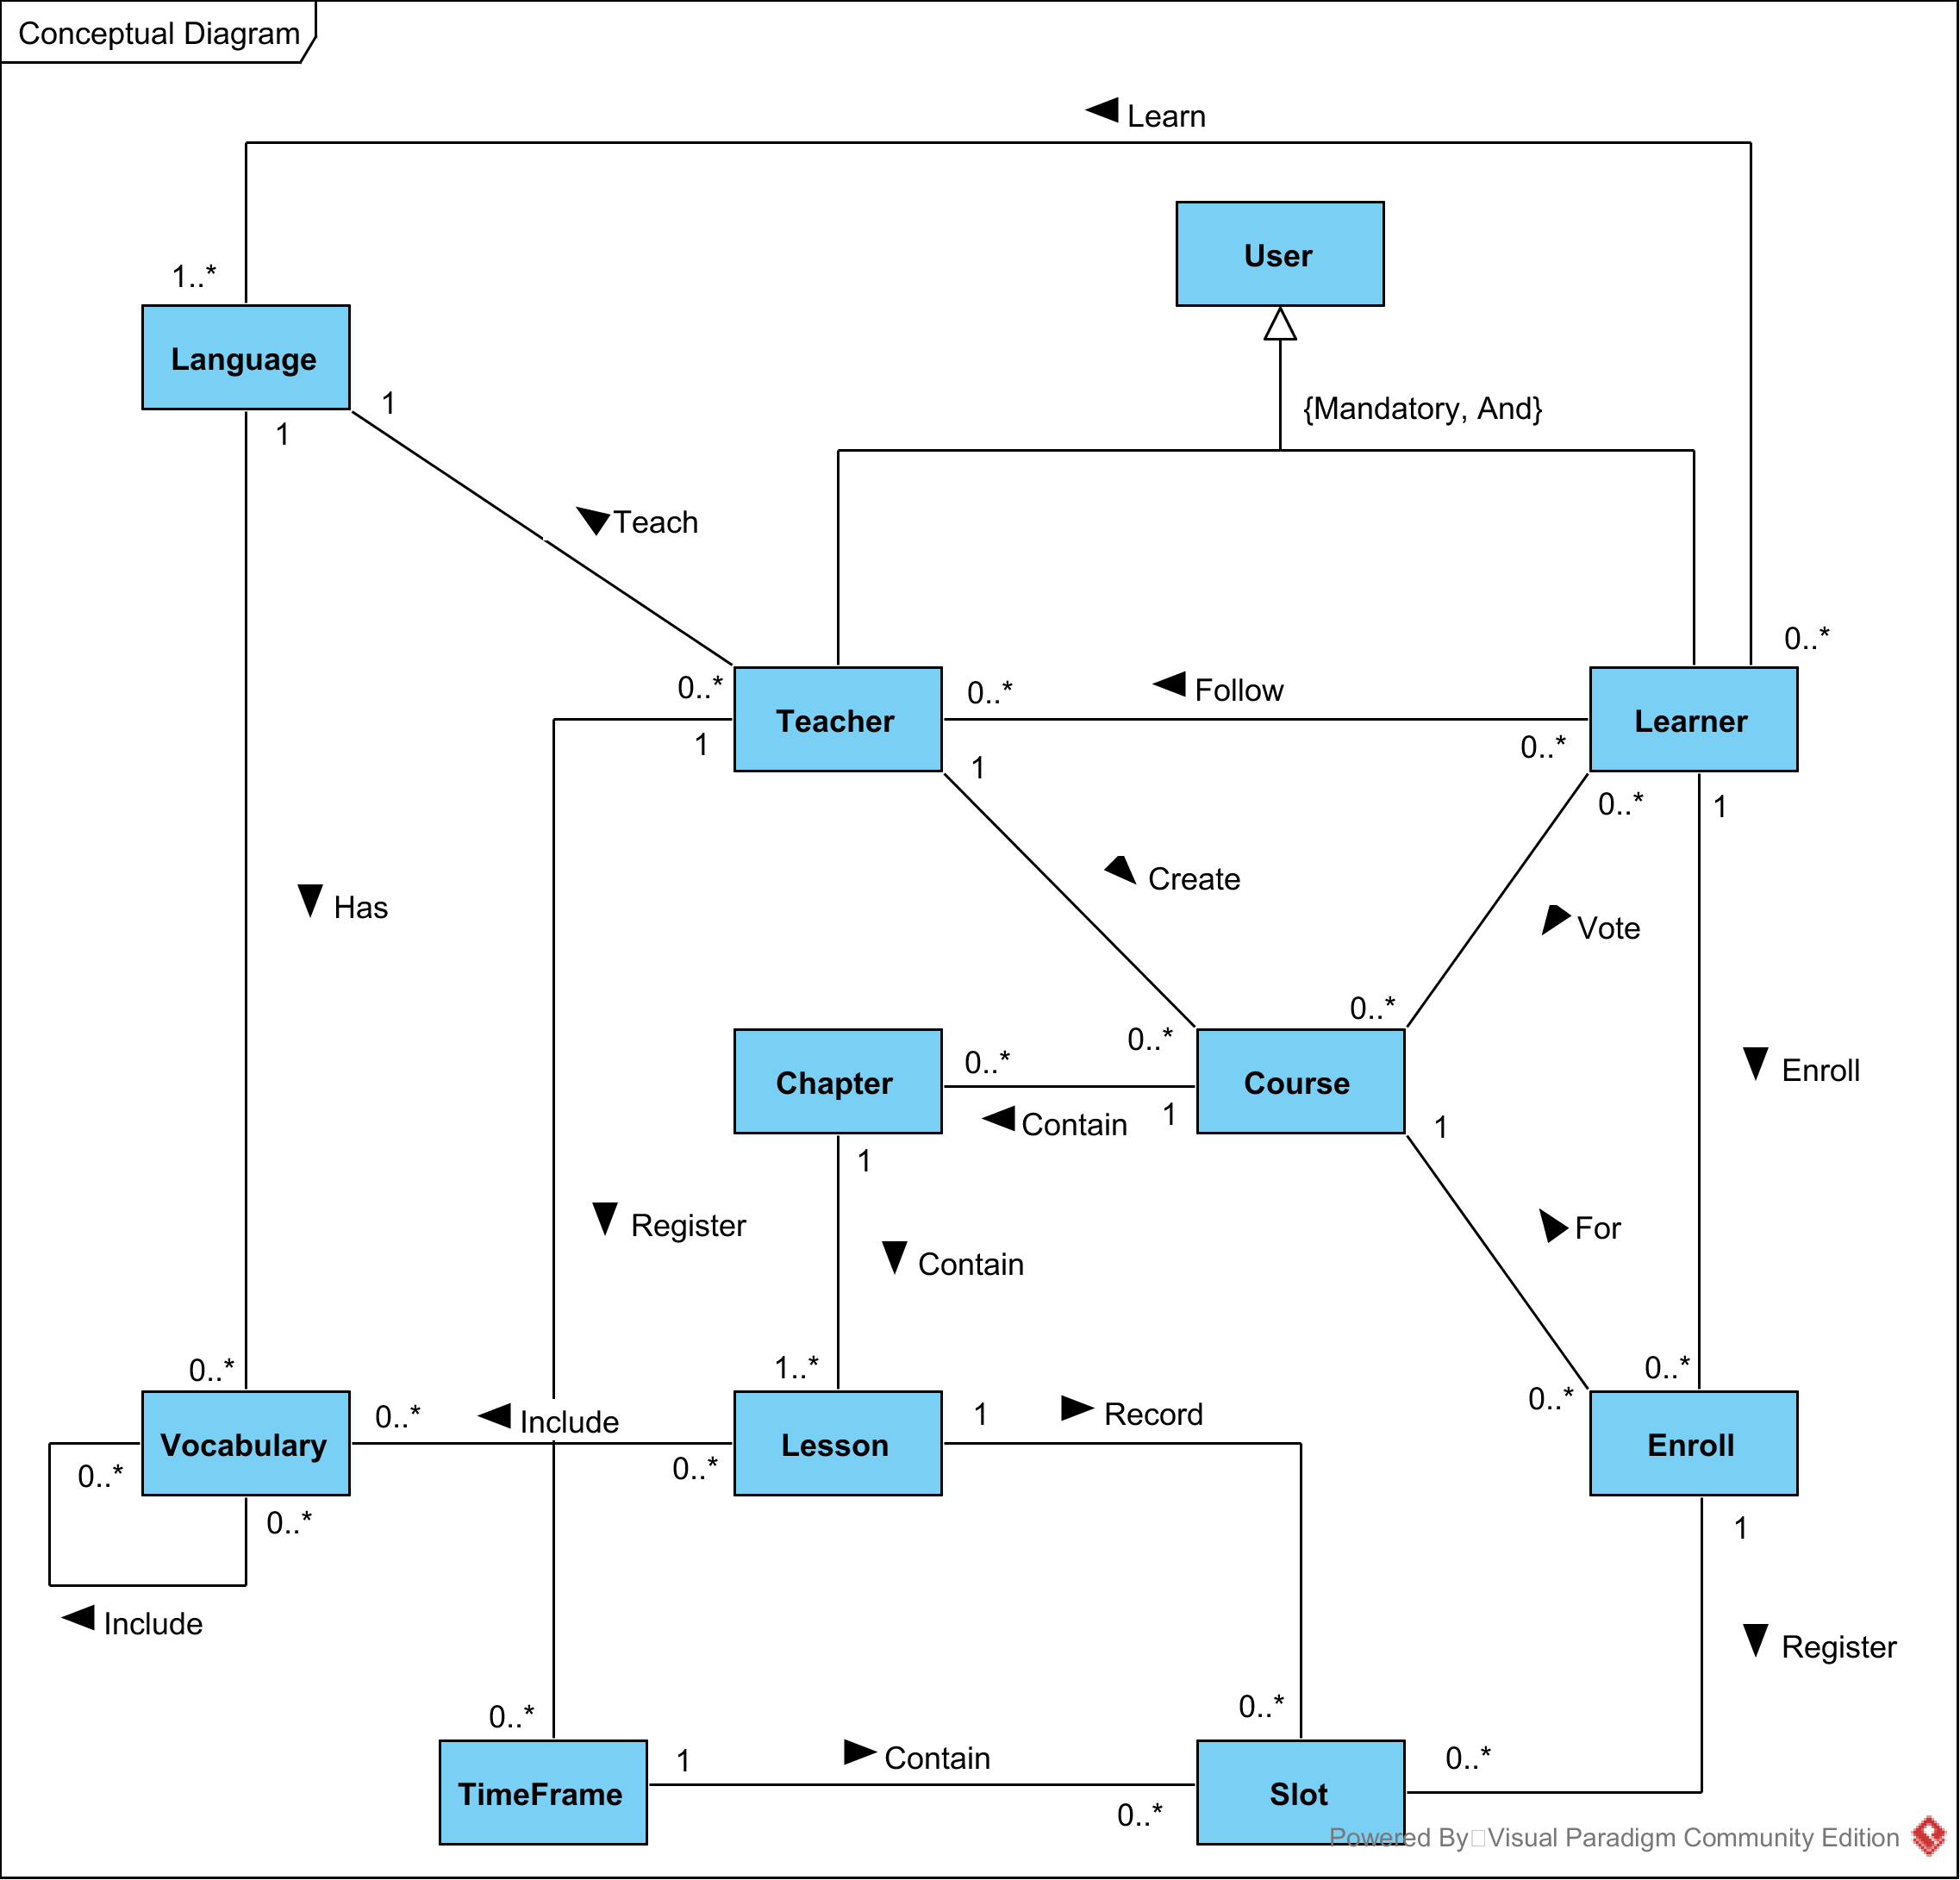 Conceptual Diagram
Learn
User
1..*
Language
1
1
{Mandatory, And}
Teach
0..*
0..*
0..*
Follow
Teacher
Learner
1
0..*
1
0..*
1
Create
Has
Vote
0..*
0..*
Chapter
0..*
Course
Enroll
Contain
1
1
1
Register
For
Contain
0..*
1..*
0..*
0..*
0..*
Include
1
Record
Vocabulary
Lesson
Enroll
0..*
0..*
0..*
1
Include
Register
0..*
0..*
1
Contain
0..*
TimeFrame
Slot
0..*
Powered By Visual Paradigm Community Edition